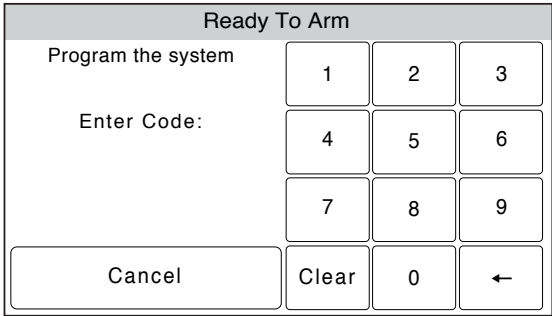 Ready To Arm
Program the system
1 2 3
Enter Code:
4 5 6
7 8 9
Cancel Clear 0 ←